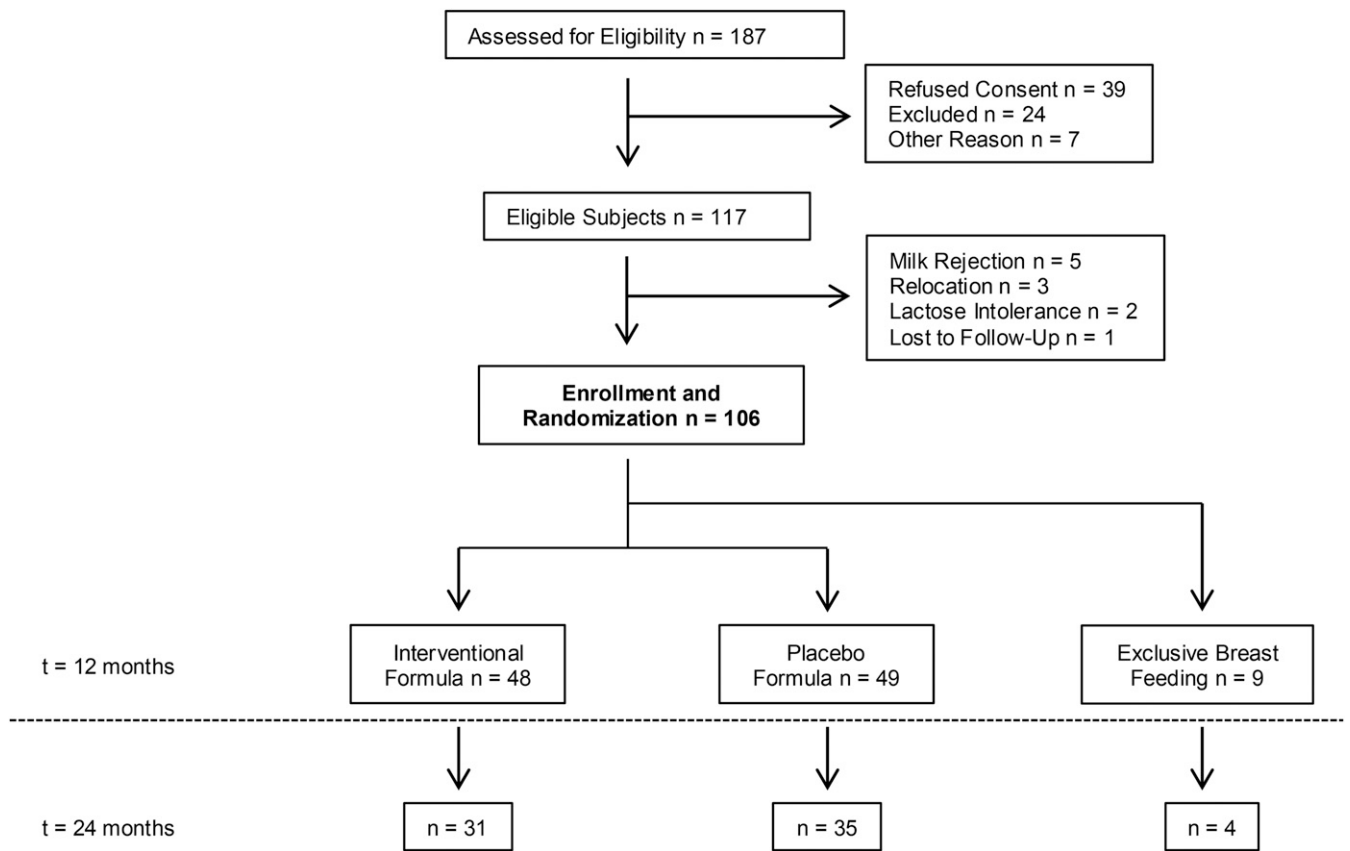 Assessed for Eligibility n = 187
Refused Consent n = 39
Excluded n = 24
Other Reason n = 7
Eligible Subjects n = 117
Milk Rejection n = 5
Relocation n = 3
Lactose Intolerance n = 2
Lost to Follow-Up n = 1
Enrollment and
Randomization n = 106
t = 12 months
Interventional
Formula n = 48
Placebo
Formula n = 49
Exclusive Breast
Feeding n = 9
t = 24 months
n = 31
n = 35
n = 4